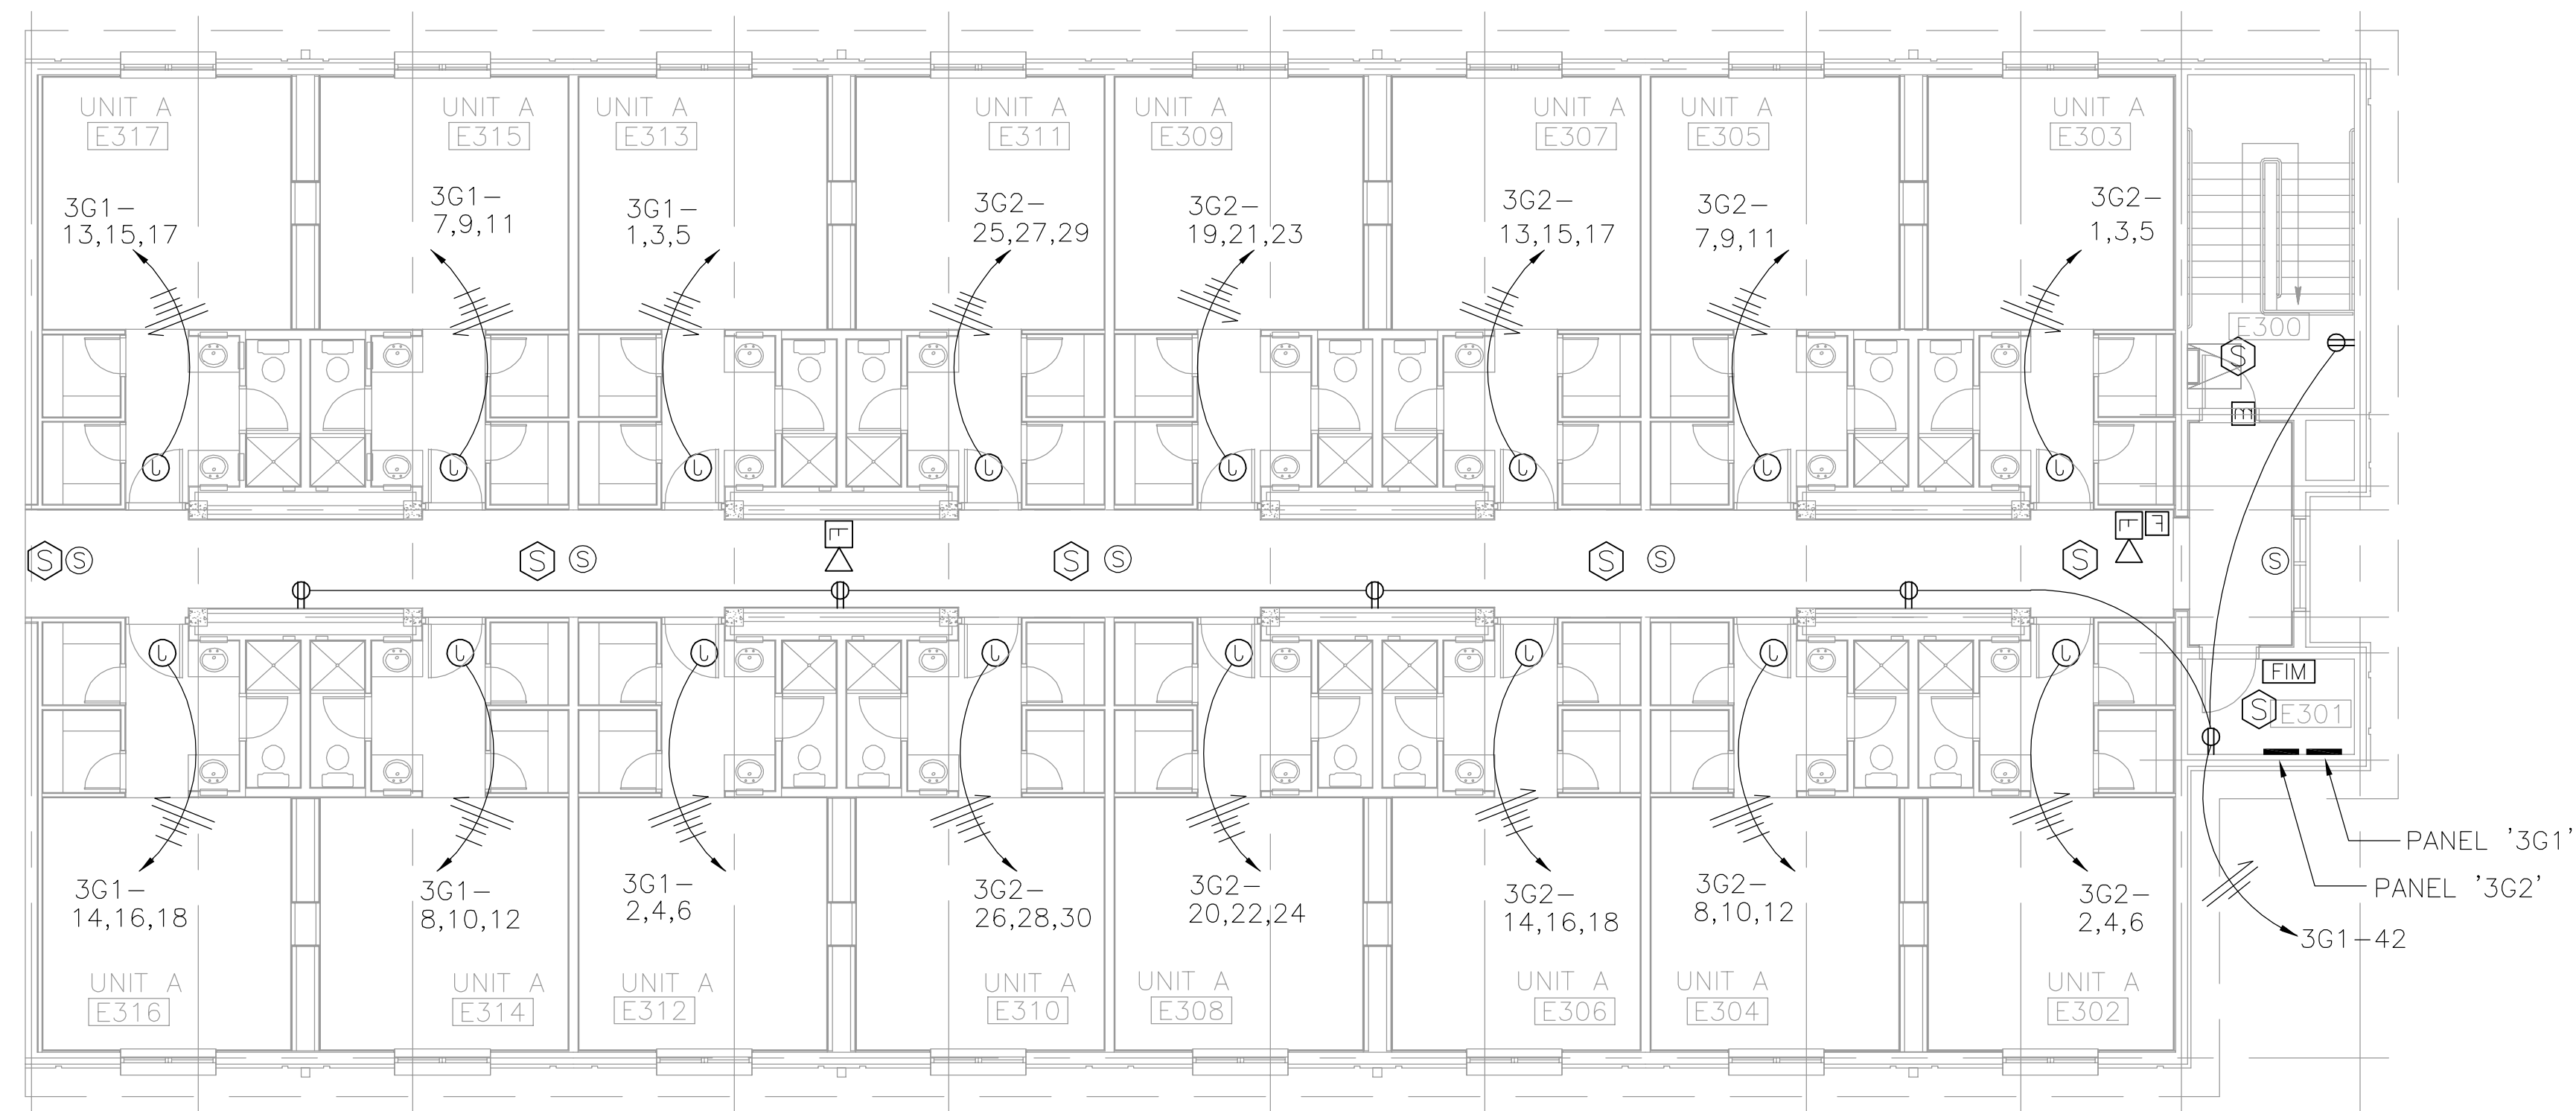 UNIT A
E317
UNIT A
E315
UNIT A
E313
UNIT A
E311
UNIT A
E309
UNIT A
E307
UNIT A
E305
UNIT A
E303
3G1-
13,15,17
3G1-
7,9,11
3G1-
1,3,5
3G2-
25,27,29
3G2-
19,21,23
3G2-
13,15,17
3G2-
7,9,11
3G2-
1,3,5
E300
S
E
J
J
J
J
J
J
J
J
F
F
F
S
S
S
S
S
S
S
S
S
S
J
J
J
J
J
J
J
J
FIM
S
E301
PANEL '3G1'
PANEL '3G2'
3G1-42
3G1-
14,16,18
3G1-
8,10,12
3G1-
2,4,6
3G2-
26,28,30
3G2-
20,22,24
3G2-
14,16,18
3G2-
8,10,12
3G2-
2,4,6
UNIT A
E316
UNIT A
E314
UNIT A
E312
UNIT A
E310
UNIT A
E308
UNIT A
E306
UNIT A
E304
UNIT A
E302